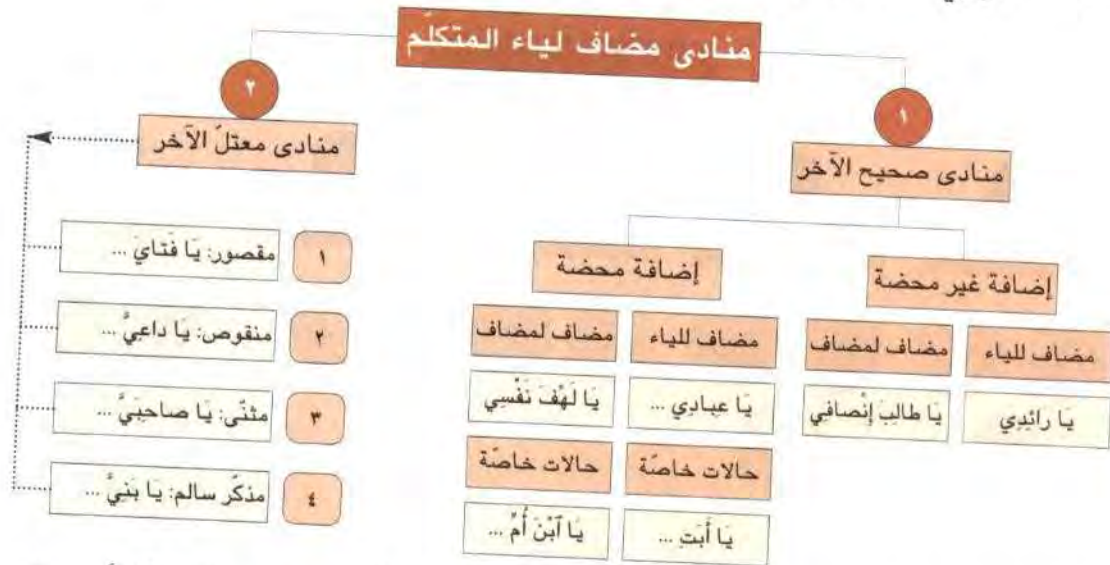 منادى مضاف لياء المتكلّم
١
منادى صحيح الآخر
إضافة غير محضة
مضاف للياء
يَا رائِدِي
مضاف لمضاف
يَا طالِبَ إِنْصافِي
إضافة محضة
مضاف للياء
يَا عِبادِي ...
حالات خاصّة
يَا أَبَتِ ...
مضاف لمضاف
يَا لَهْفَ نَفْسِي
حالات خاصّة
يَا ٱبْنَ أُمَّ ...
٢
منادى معتلّ الآخر
١ مقصور: يَا فَتايَ ...
٢ منقوص: يَا داعِيَّ ...
٣ مثنّى: يَا صاحِبَيَّ ...
٤ مذكّر سالم: يَا بَنِيَّ ...